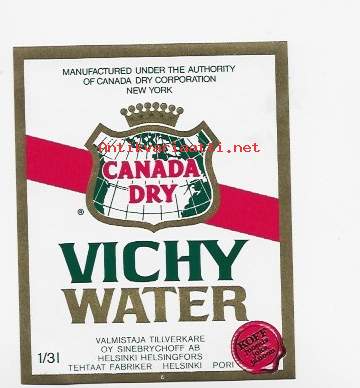 MANUFACTURED UNDER THE AUTHORITY
OF CANADA DRY CORPORATION
NEW YORK
Antikvariaatti.net
CANADA
DRY
®
VICHY
WATER
VALMISTAJA TILLVERKARE
OY SINEBRYCHOFF AB
HELSINKI HELSINGFORS
1/3 l
TEHTAAT FABRIKER HELSINKI PORI
KOFF